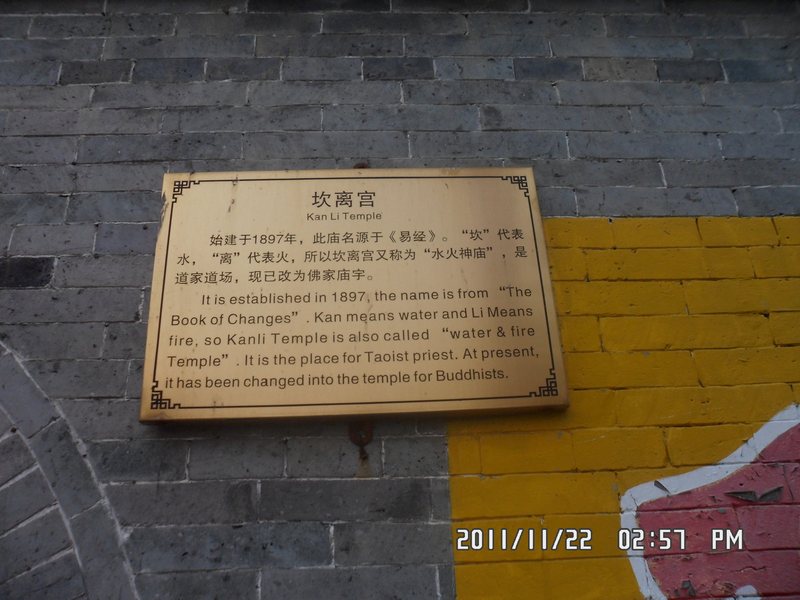 坎离宫
Kan Li Temple
始建于1897年，此庙名源于《易经》。“坎”代表
水，“离”代表火，所以坎离宫又称为“水火神庙”，是
道家道场，现已改为佛家庙宇。
It is established in 1897, the name is from “The
Book of Changes”. Kan means water and Li Means
fire, so KanLi Temple is also called “water & fire
Temple”. It is the place for Taoist priest. At present,
it has been changed into the temple for Buddhists.
2011/11/22 02:57 PM